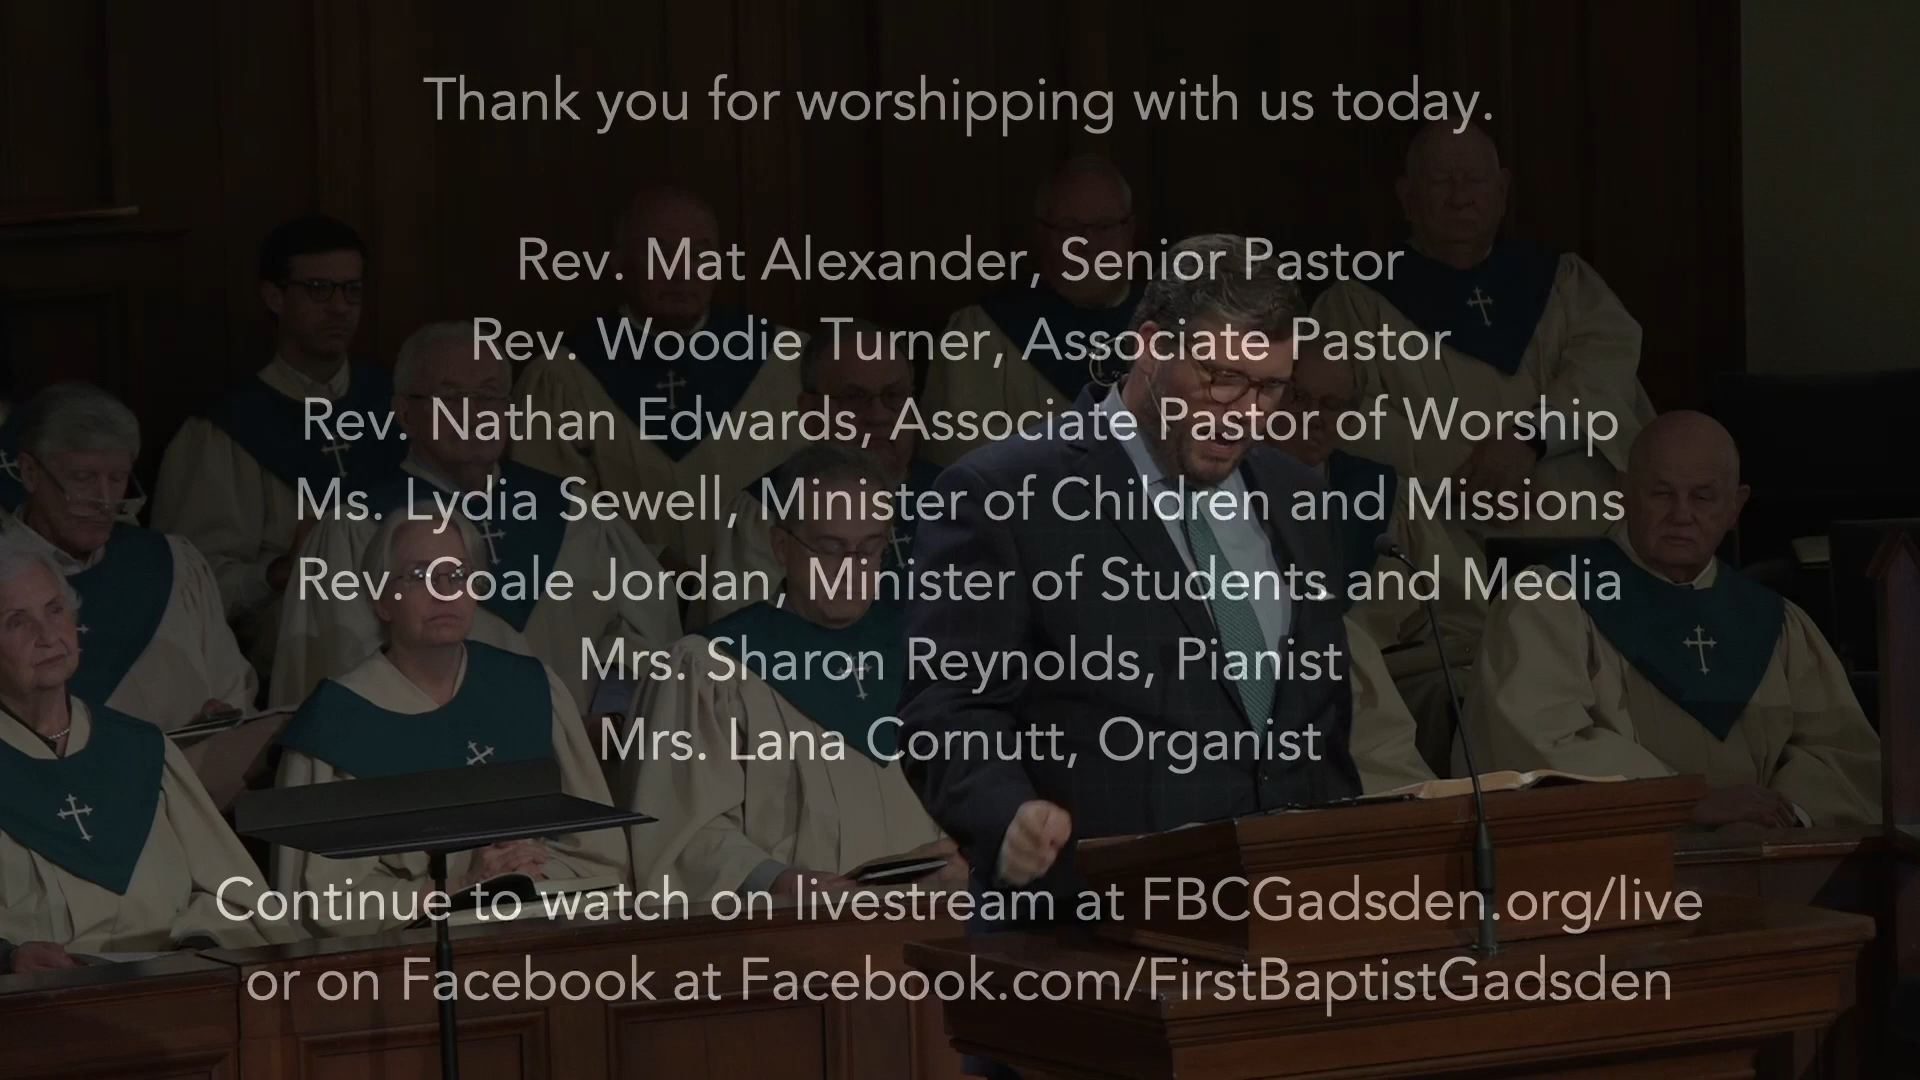 Thank you for worshipping with us today.
Rev. Mat Alexander, Senior Pastor
Rev. Woodie Turner, Associate Pastor
Rev. Nathan Edwards, Associate Pastor of Worship
Ms. Lydia Sewell, Minister of Children and Missions
Rev. Coale Jordan, Minister of Students and Media
Mrs. Sharon Reynolds, Pianist
Mrs. Lana Cornutt, Organist
Continue to watch on livestream at FBCGadsden.org/live
or on Facebook at Facebook.com/FirstBaptistGadsden